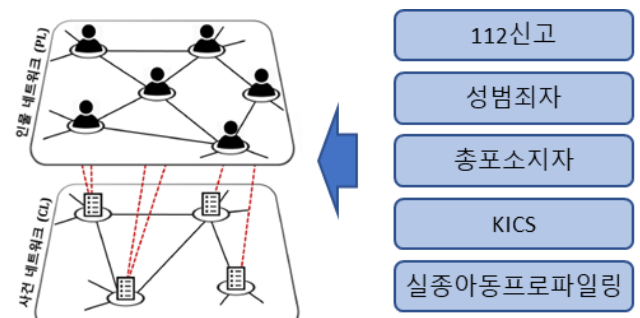 인물 네트워크 (PL)
사건 네트워크 (CL)
112신고
성범죄자
총포소지자
KICS
실종아동프로파일링